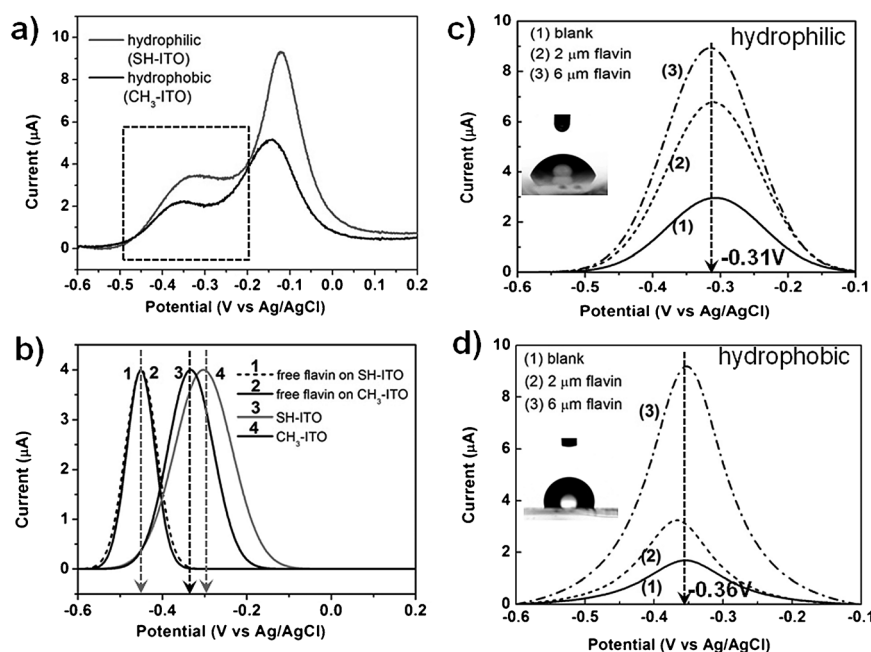 a)
hydrophilic
(SH-ITO)
hydrophobic
(CH3-ITO)
10
8
6
4
2
0
Current (μA)
-0.6 -0.5 -0.4 -0.3 -0.2 -0.1 0.0 0.1 0.2
Potential (V vs Ag/AgCl)
b)
1 2 3 4
1 free flavin on SH-ITO
2 free flavin on CH3-ITO
3 SH-ITO
4 CH3-ITO
5
4
3
2
1
0
Current (μA)
-0.6 -0.4 -0.2 0.0 0.2
Potential (V vs Ag/AgCl)
c)
(1) blank
(2) 2 μm flavin
(3) 6 μm flavin
hydrophilic
(3)
(2)
(1)
-0.31V
10
8
6
4
2
0
Current (μA)
-0.6 -0.5 -0.4 -0.3 -0.2 -0.1
Potential (V vs Ag/AgCl)
d)
(1) blank
(2) 2 μm flavin
(3) 6 μm flavin
hydrophobic
(3)
(2)
(1)
-0.36V
10
8
6
4
2
0
Current (μA)
-0.6 -0.5 -0.4 -0.3 -0.2 -0.1
Potential (V vs Ag/AgCl)